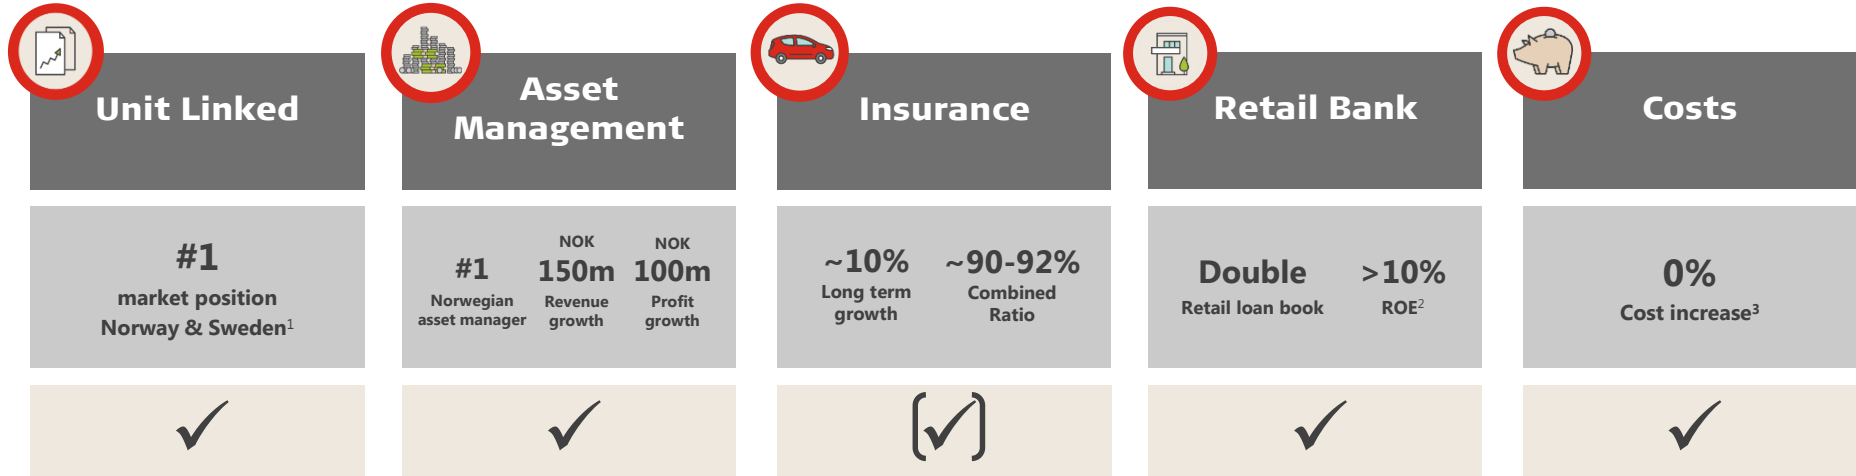 Unit Linked
#1
market position
Norway & Sweden1
✓
Asset
Management
#1
Norwegian
asset manager
NOK
150m
Revenue
growth
NOK
100m
Profit
growth
✓
Insurance
~10%
Long term
growth
~90-92%
Combined
Ratio
[✓]
Retail Bank
Double
Retail loan book
>10%
ROE2
✓
Costs
0%
Cost increase3
✓